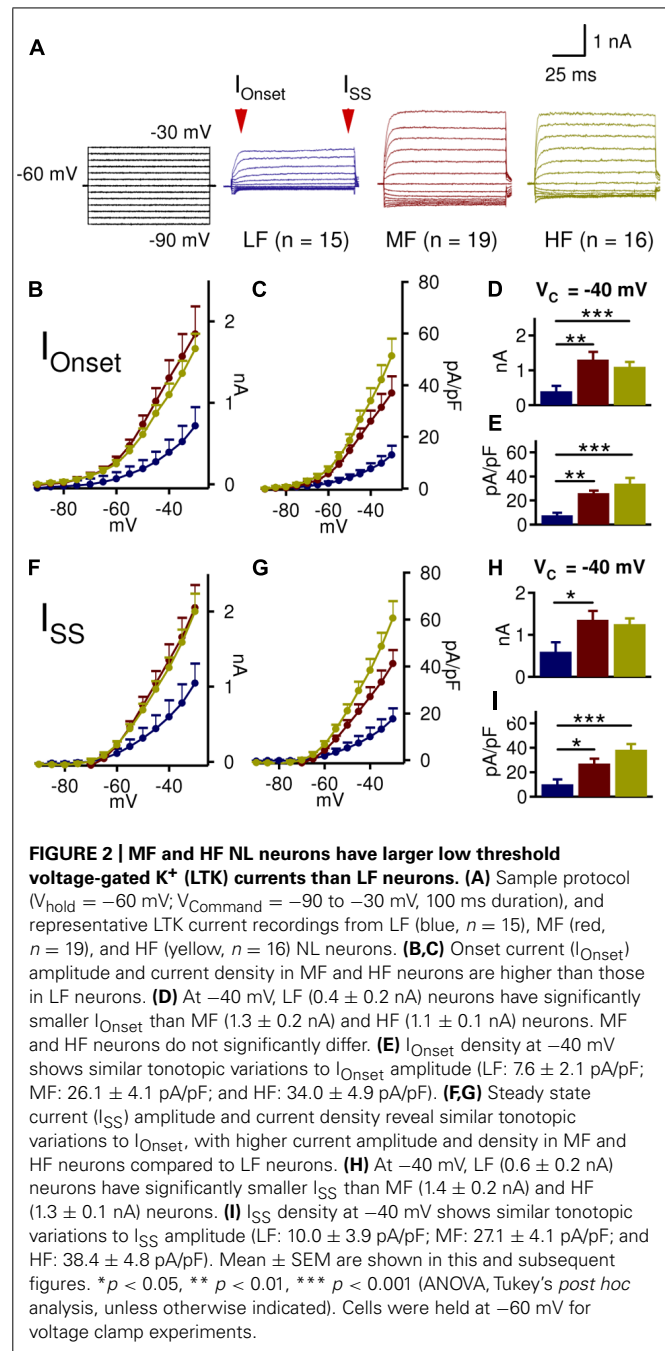 A
1 nA
25 ms
I_Onset
I_SS
-30 mV
-60 mV
-90 mV
LF (n = 15)
MF (n = 19)
HF (n = 16)
B
C
D
V_C = -40 mV
I_Onset
2
1
0
nA
-80
-60
-40
mV
80
60
40
20
0
pA/pF
-80
-60
-40
mV
***
**
2
1
0
nA
E
***
**
60
40
20
0
pA/pF
F
G
H
V_C = -40 mV
I_SS
2
1
0
nA
-80
-60
-40
mV
80
60
40
20
0
pA/pF
-80
-60
-40
mV
*
2
1
0
nA
I
***
*
60
40
20
0
pA/pF
FIGURE 2 | MF and HF NL neurons have larger low threshold
voltage-gated K⁺ (LTK) currents than LF neurons. (A) Sample protocol
(V_hold = −60 mV; V_Command = −90 to −30 mV, 100 ms duration), and
representative LTK current recordings from LF (blue, n = 15), MF (red,
n = 19), and HF (yellow, n = 16) NL neurons. (B,C) Onset current (I_Onset)
amplitude and current density in MF and HF neurons are higher than those
in LF neurons. (D) At −40 mV, LF (0.4 ± 0.2 nA) neurons have significantly
smaller I_Onset than MF (1.3 ± 0.2 nA) and HF (1.1 ± 0.1 nA) neurons. MF
and HF neurons do not significantly differ. (E) I_Onset density at −40 mV
shows similar tonotopic variations to I_Onset amplitude (LF: 7.6 ± 2.1 pA/pF;
MF: 26.1 ± 4.1 pA/pF; and HF: 34.0 ± 4.9 pA/pF). (F,G) Steady state
current (I_SS) amplitude and current density reveal similar tonotopic
variations to I_Onset, with higher current amplitude and density in MF and
HF neurons compared to LF neurons. (H) At −40 mV, LF (0.6 ± 0.2 nA)
neurons have significantly smaller I_SS than MF (1.4 ± 0.2 nA) and HF
(1.3 ± 0.1 nA) neurons. (I) I_SS density at −40 mV shows similar tonotopic
variations to I_SS amplitude (LF: 10.0 ± 3.9 pA/pF; MF: 27.1 ± 4.1 pA/pF; and
HF: 38.4 ± 4.8 pA/pF). Mean ± SEM are shown in this and subsequent
figures. *p < 0.05, ** p < 0.01, *** p < 0.001 (ANOVA, Tukey's post hoc
analysis, unless otherwise indicated). Cells were held at −60 mV for
voltage clamp experiments.